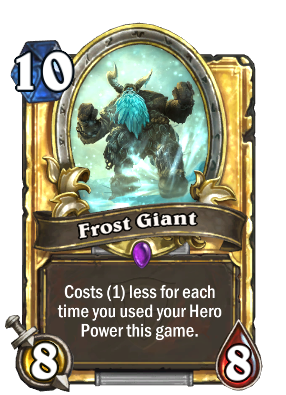 10
Frost Giant
Costs (1) less for each
time you used your Hero
Power this game.
8
8